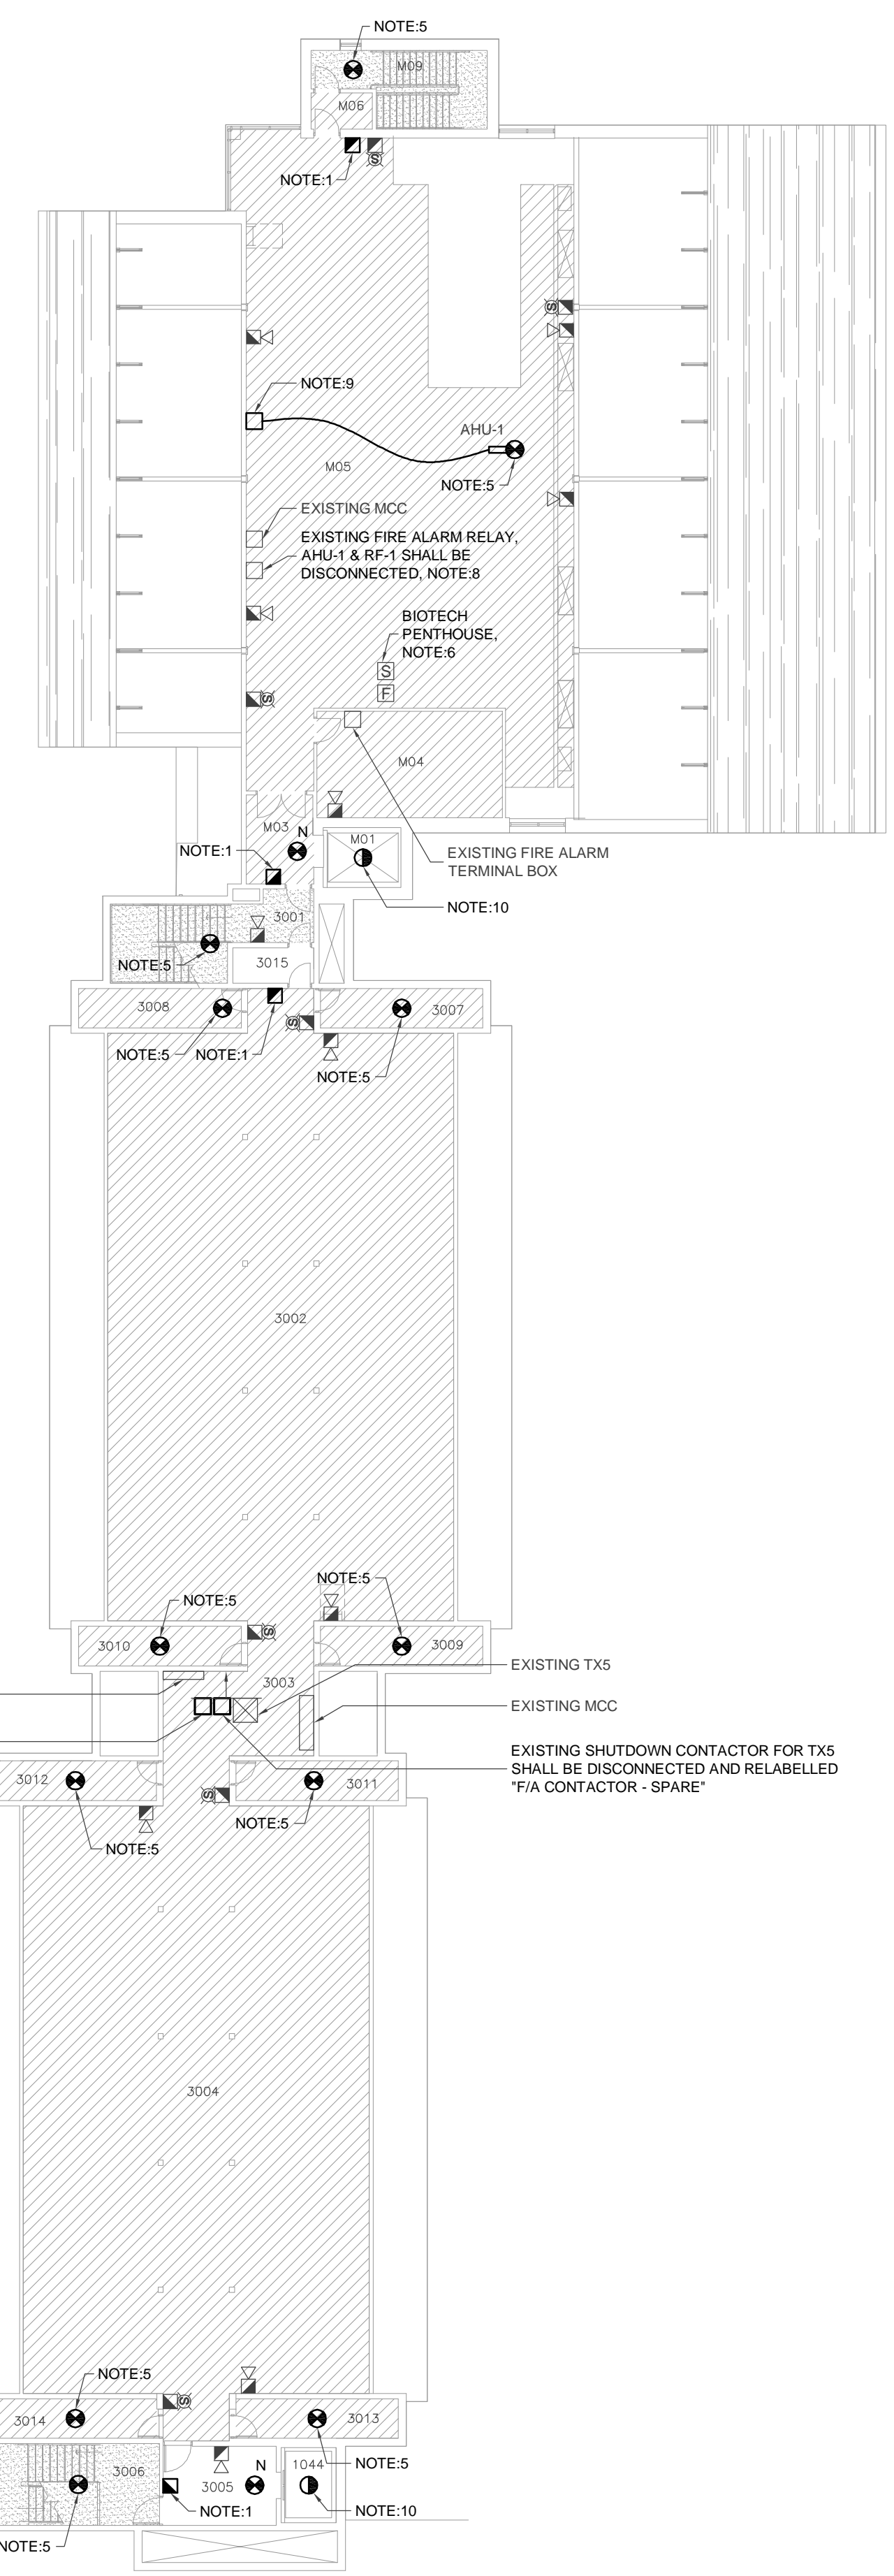 NOTE:5
M09
M06
NOTE:1
S
S
NOTE:9
AHU-1
M05
NOTE:5
EXISTING MCC
EXISTING FIRE ALARM RELAY,
AHU-1 & RF-1 SHALL BE
DISCONNECTED, NOTE:8
BIOTECH
PENTHOUSE,
NOTE:6
S
F
S
M04
M03
N
M01
NOTE:1
EXISTING FIRE ALARM
TERMINAL BOX
NOTE:10
3001
NOTE:5
3015
3008
3007
S
NOTE:5
NOTE:1
NOTE:5
3002
NOTE:5
NOTE:5
S
3010
3009
3003
EXISTING TX5
EXISTING MCC
EXISTING SHUTDOWN CONTACTOR FOR TX5
SHALL BE DISCONNECTED AND RELABELLED
"F/A CONTACTOR - SPARE"
3012
3011
S
NOTE:5
NOTE:5
3004
NOTE:5
S
3014
3013
3006
3005
N
1044
NOTE:5
NOTE:1
NOTE:10
NOTE:5